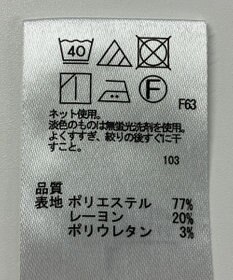 40
F
F63
ネット使用。
淡色のものは無蛍光洗剤を使用。
よくすすぎ、絞りの後すぐに干
すこと。
103
品質
表地 ポリエステル 77%
レーヨン 20%
ポリウレタン 3%